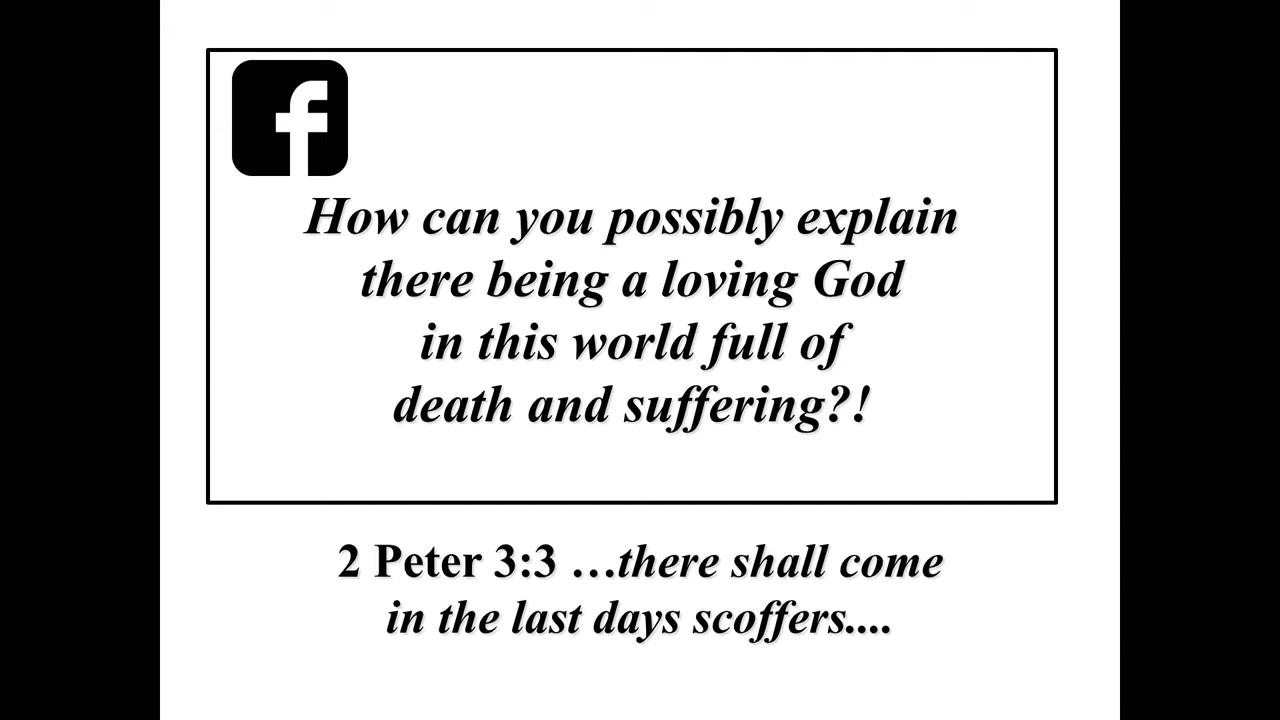 How can you possibly explain
there being a loving God
in this world full of
death and suffering?!
2 Peter 3:3 …there shall come
in the last days scoffers....